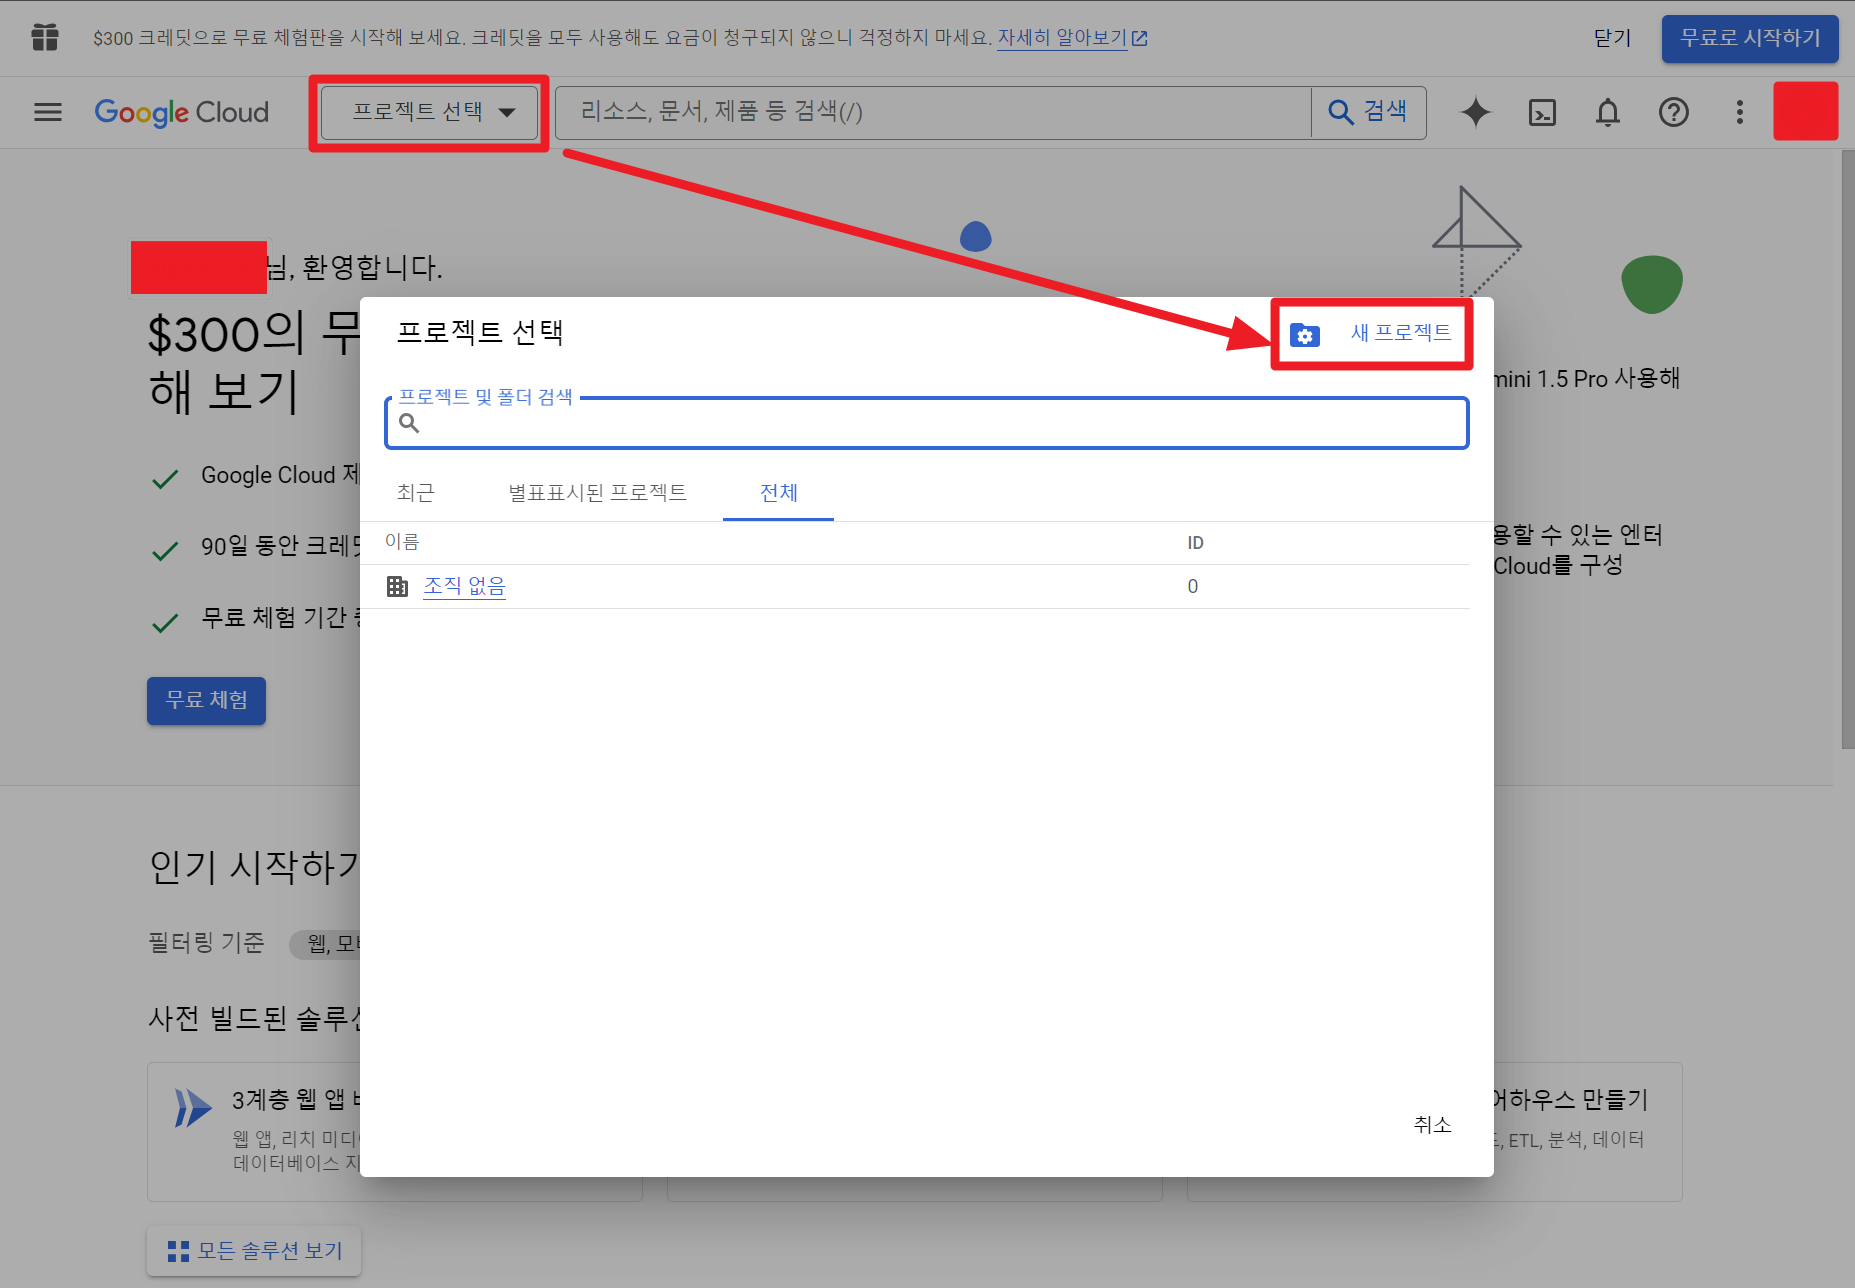 $300 크레딧으로 무료 체험판을 시작해 보세요. 크레딧을 모두 사용해도 요금이 청구되지 않으니 걱정하지 마세요. 자세히 알아보기
닫기
무료로 시작하기
Google Cloud
프로젝트 선택
리소스, 문서, 제품 등 검색(/)
검색
님, 환영합니다.
$300의 무
해 보기
Google Cloud 제
90일 동안 크레딧
무료 체험 기간
무료 체험
mini 1.5 Pro 사용해
용할 수 있는 엔터
Cloud를 구성
프로젝트 선택
새 프로젝트
프로젝트 및 폴더 검색
최근
별표표시된 프로젝트
전체
이름
ID
조직 없음
0
취소
인기 시작하기
필터링 기준
웹, 모바
사전 빌드된 솔루션
3계층 웹 앱
웹 앱, 리치 미디어
데이터베이스 지
어하우스 만들기
ETL, 분석, 데이터
모든 솔루션 보기